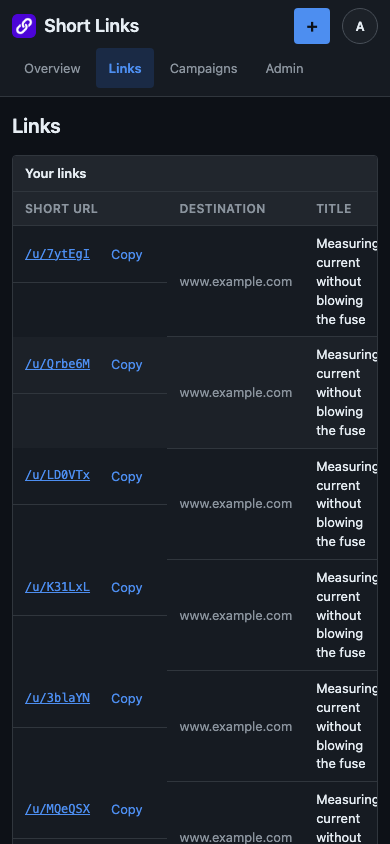 Short Links
+
A
Overview Links Campaigns Admin
Links
Your links
SHORT URL DESTINATION TITLE
/u/7ytEgI Copy www.example.com Measuring
current
without
blowing
the fuse
/u/Qrbe6M Copy www.example.com Measuring
current
without
blowing
the fuse
/u/LD0VTx Copy www.example.com Measuring
current
without
blowing
the fuse
/u/K31LxL Copy www.example.com Measuring
current
without
blowing
the fuse
/u/3blaYN Copy www.example.com Measuring
current
without
blowing
the fuse
/u/MQeQSX Copy www.example.com Measuring
current
without